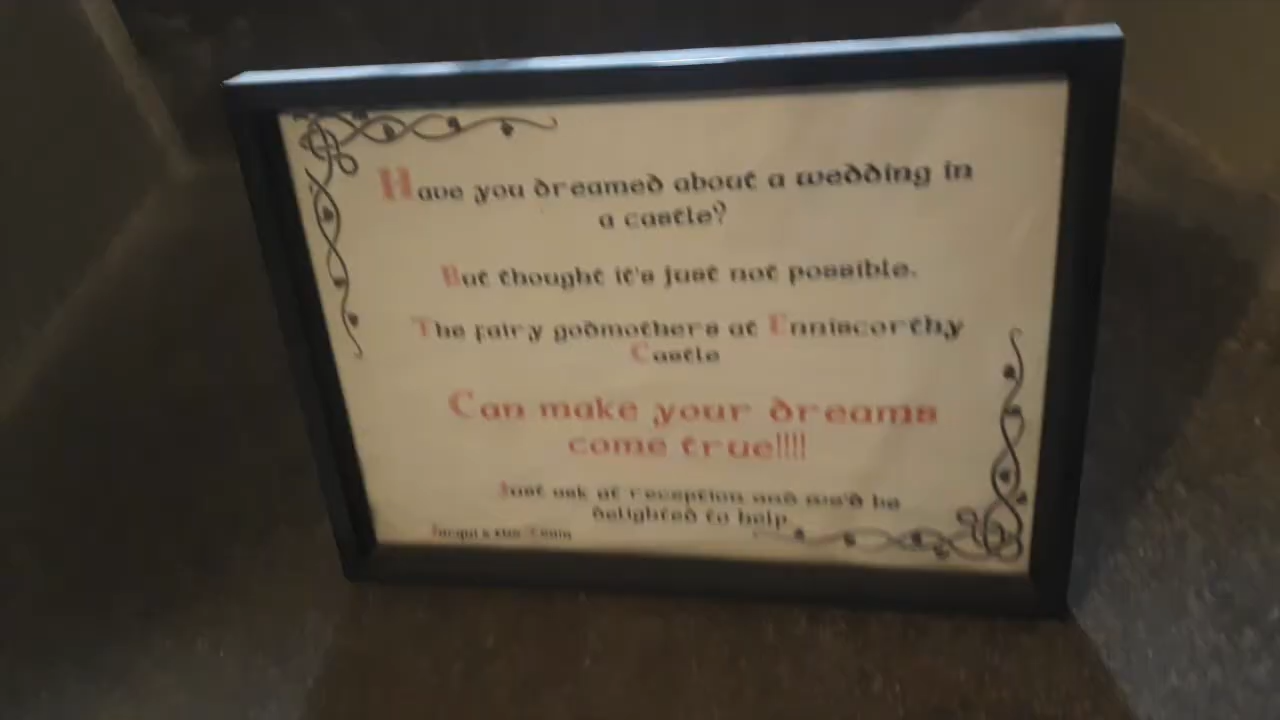 Have you dreamed about a wedding in
a castle?
But thought it's just not possible.
The fairy godmothers at Enniscorthy
Castle
Can make your dreams
come true!!!!
Just ask at reception and we'd be
delighted to help